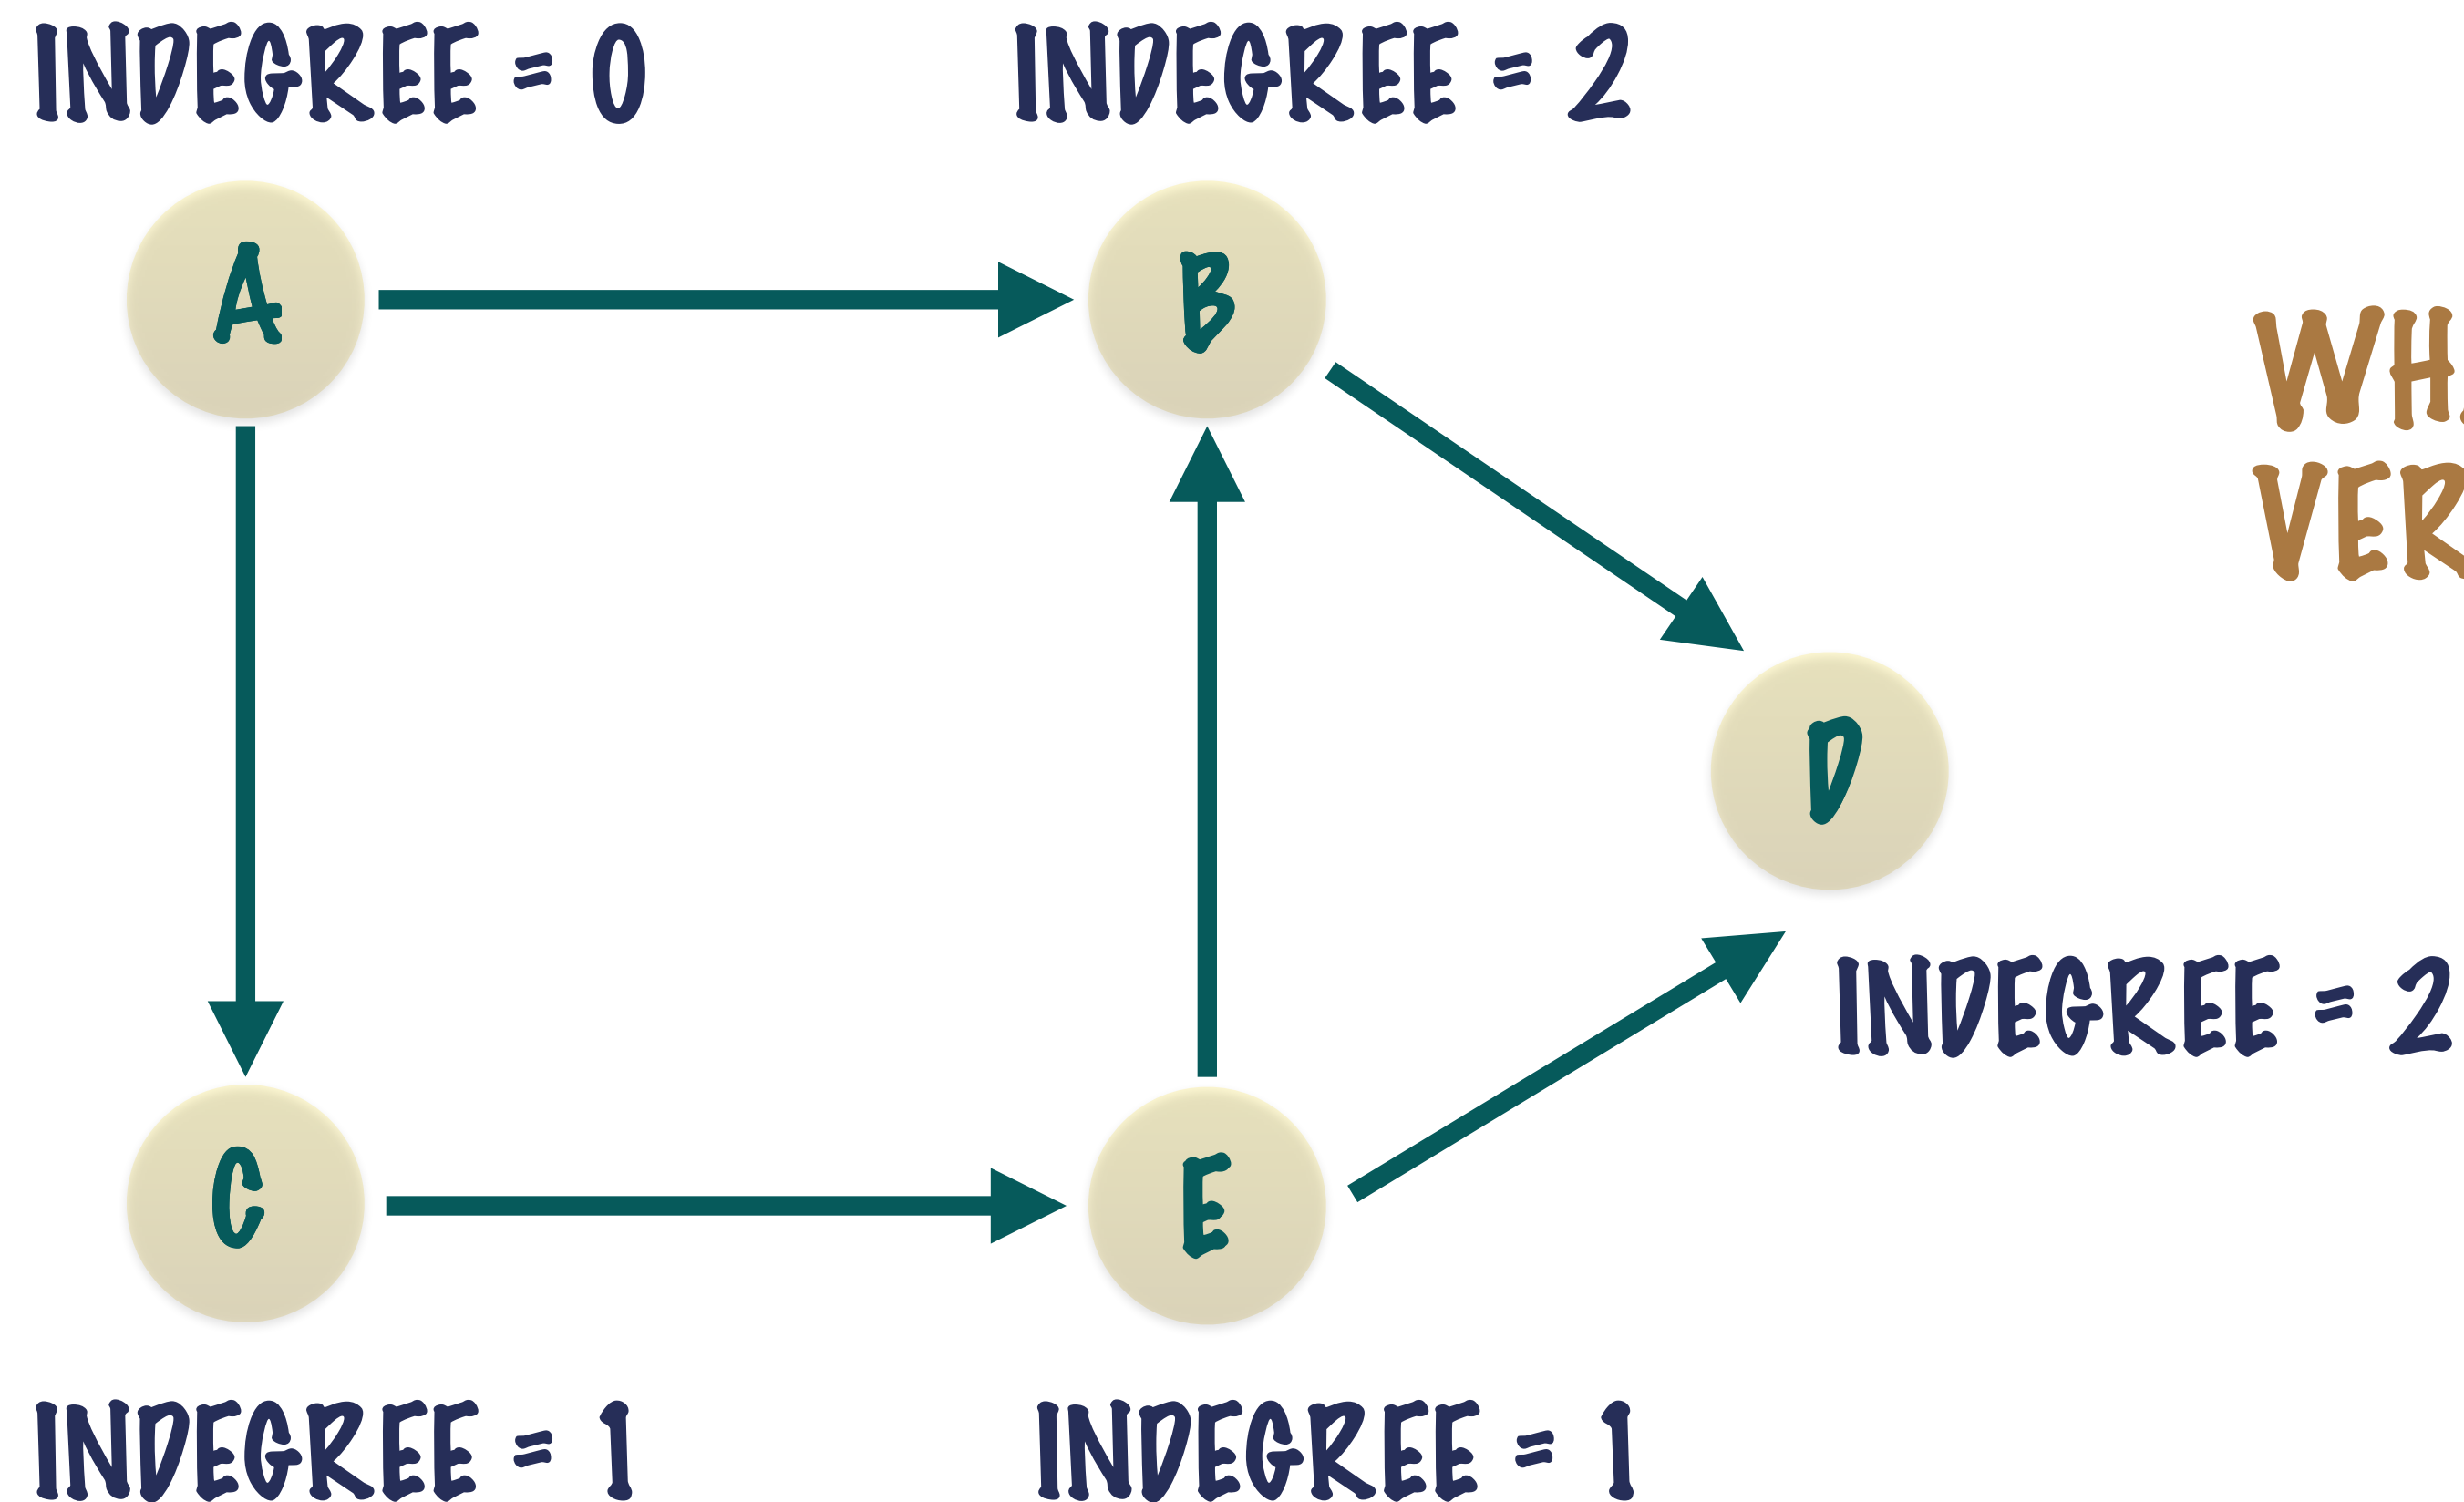 INDEGREE = 0
INDEGREE = 2
A
B
D
INDEGREE = 2
C
E
INDEGREE = 1
INDEGREE = 1